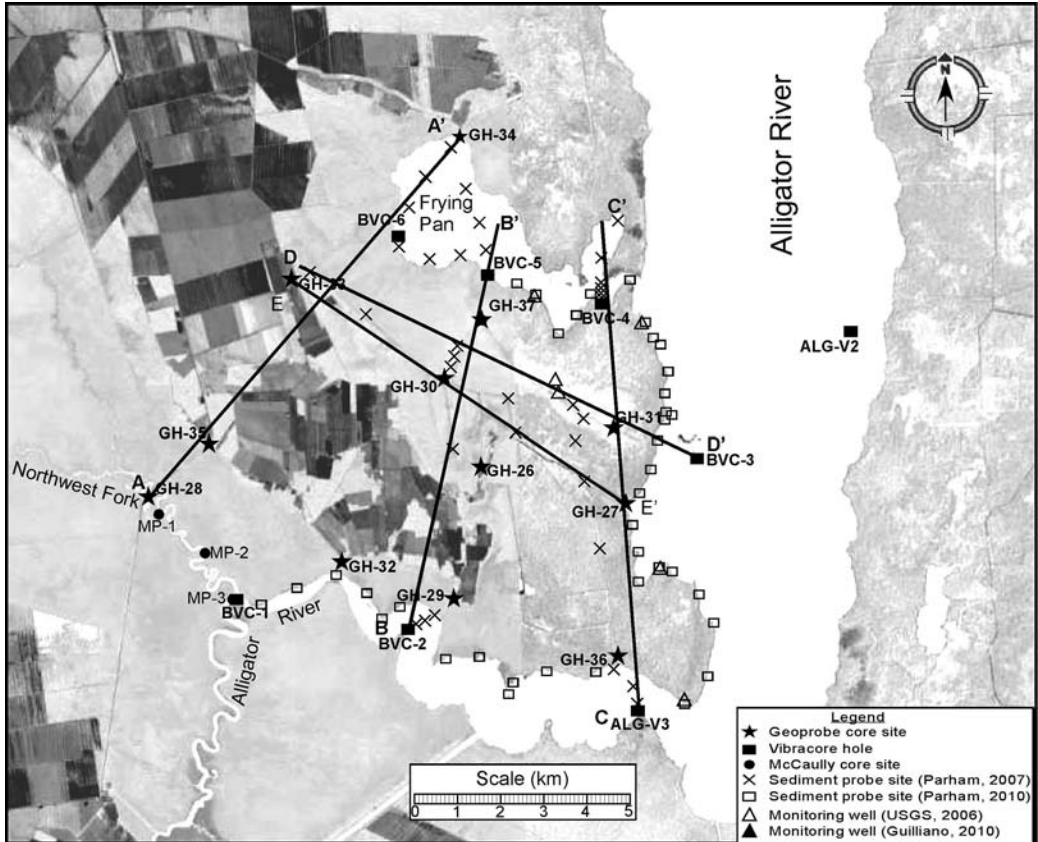 N
Alligator River
A'
GH-34
Frying
Pan
BVC-6
B'
C'
D
GH-33
E
BVC-5
GH-37
BVC-4
ALG-V2
GH-30
GH-31
D'
BVC-3
GH-35
GH-26
Northwest Fork
A
GH-28
MP-1
GH-27
E'
MP-2
GH-32
MP-3
BVC-1
River
GH-29
B
BVC-2
Alligator
GH-36
C
ALG-V3
Scale (km)
0 1 2 3 4 5
Legend
Geoprobe core site
Vibracore hole
McCaully core site
Sediment probe site (Parham, 2007)
Sediment probe site (Parham, 2010)
Monitoring well (USGS, 2006)
Monitoring well (Guilliano, 2010)